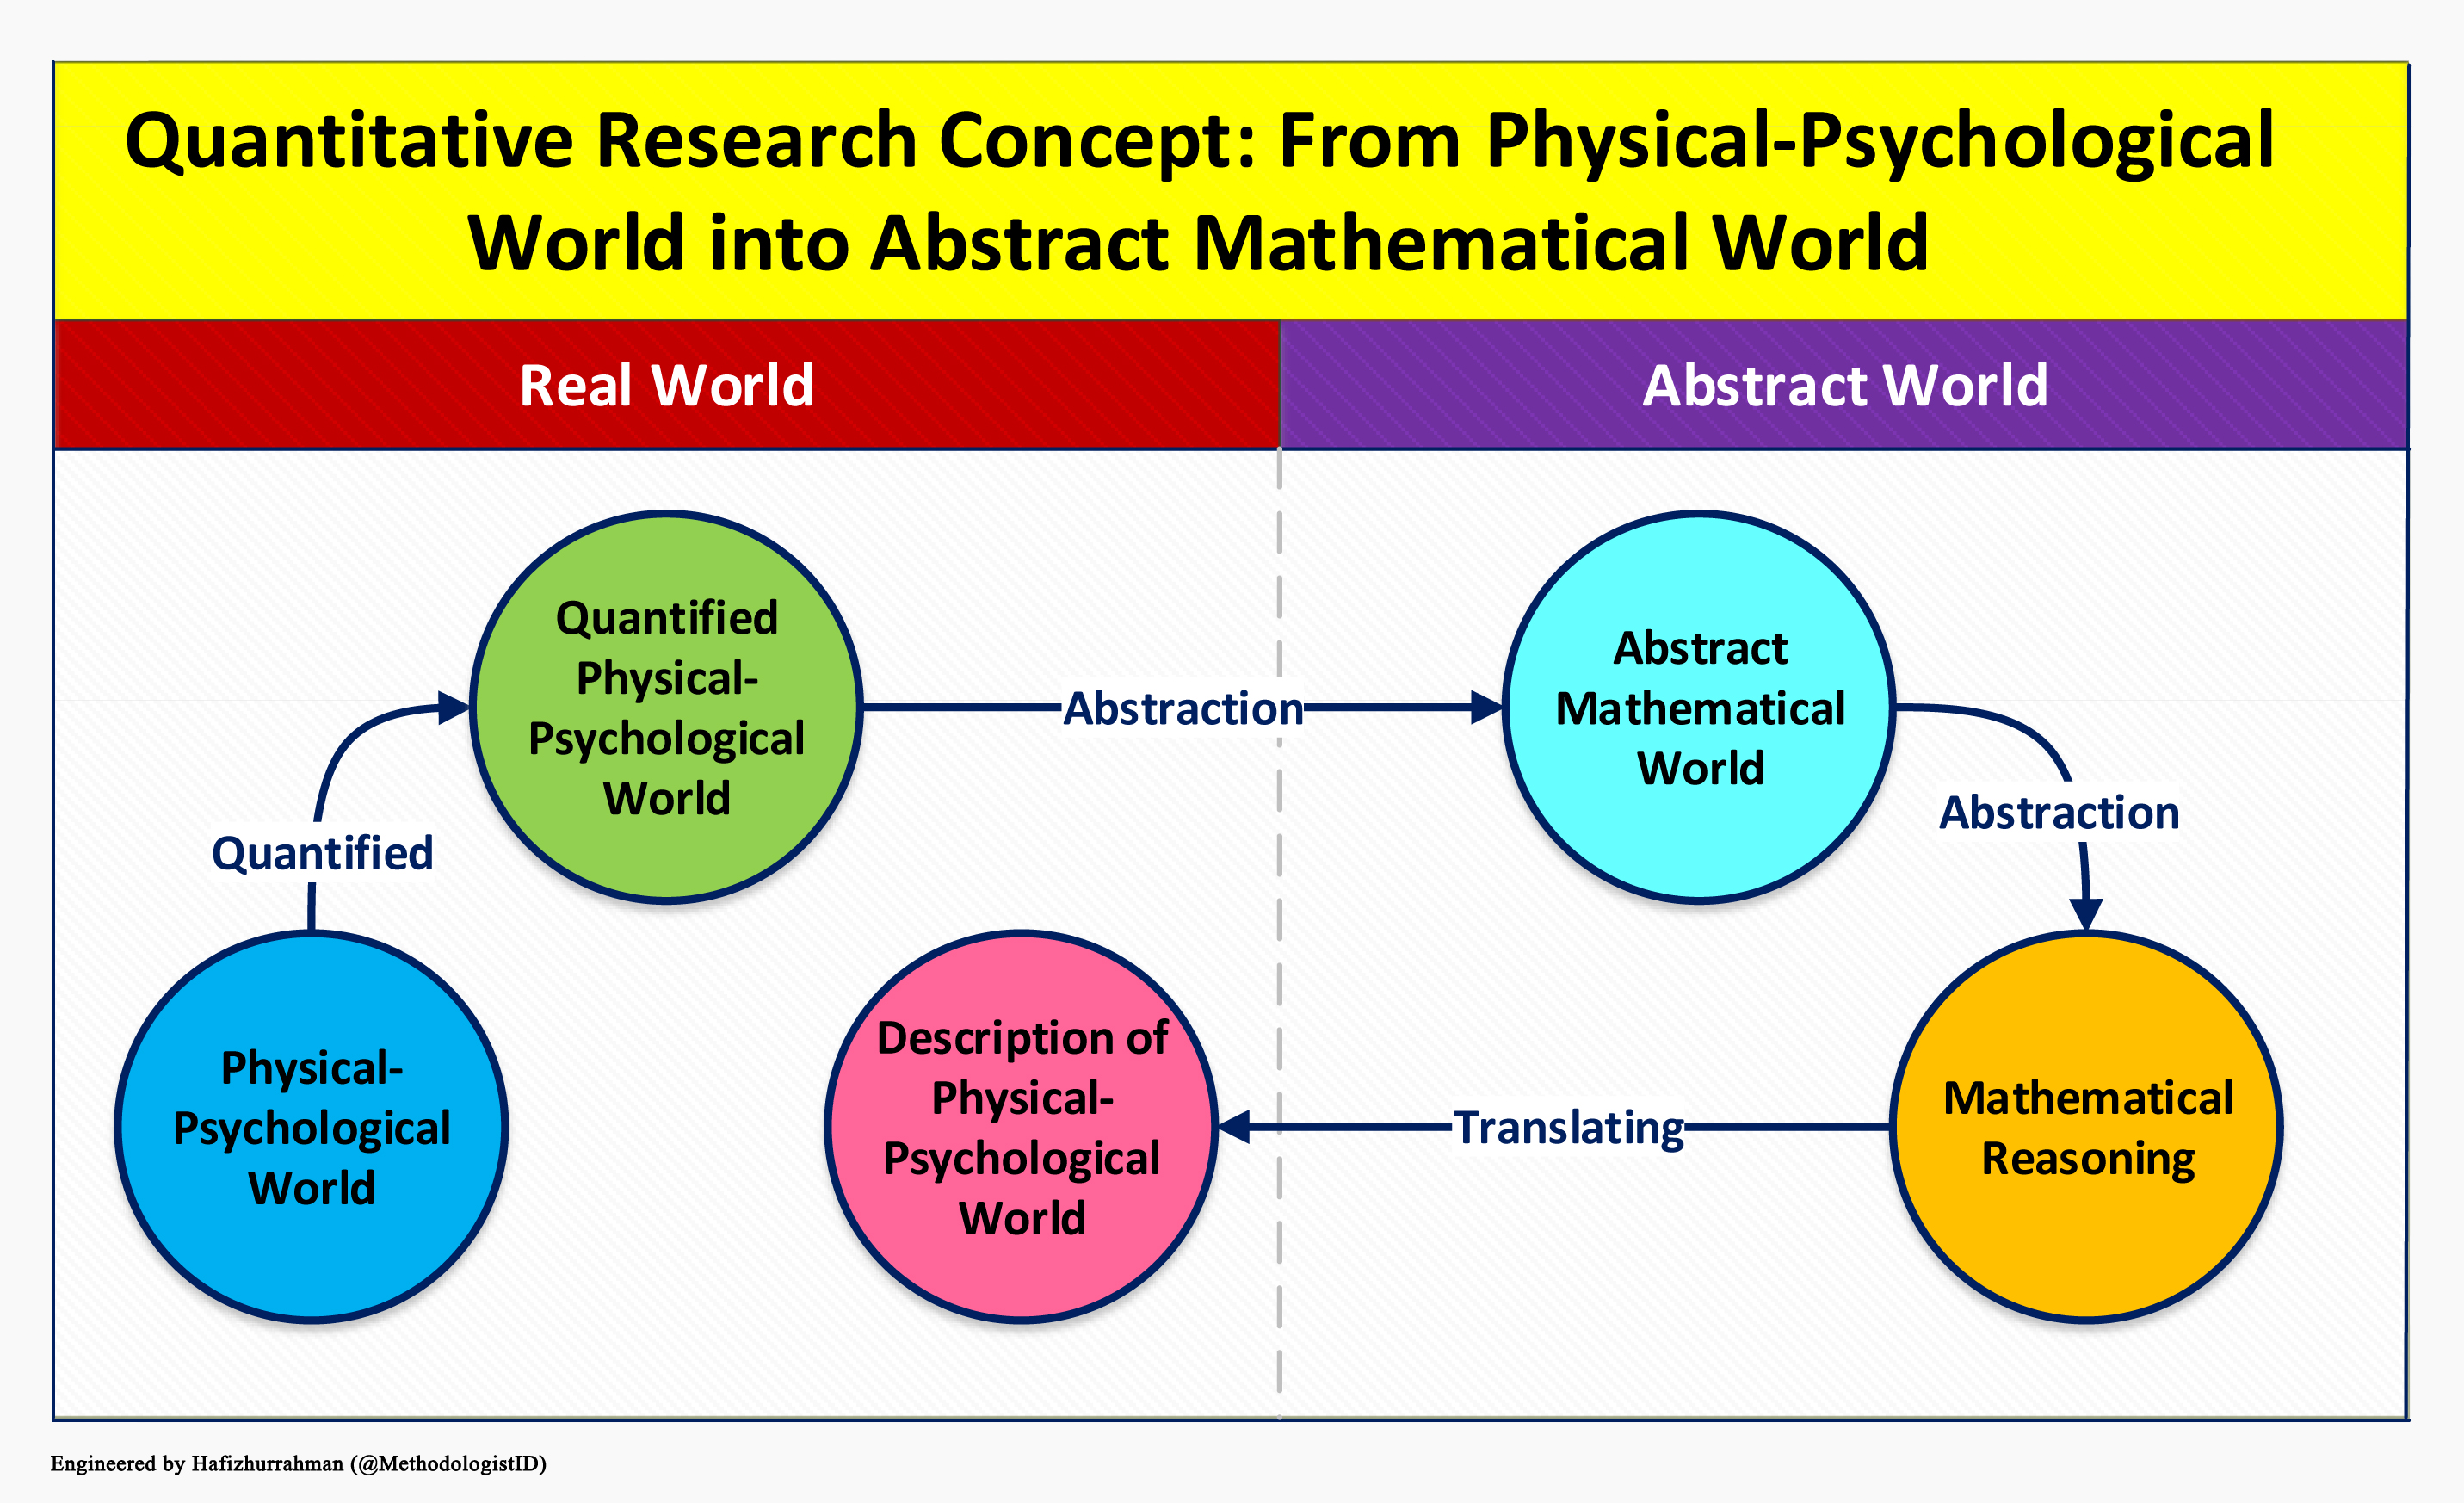 Quantitative Research Concept: From Physical-Psychological
World into Abstract Mathematical World
Real World
Abstract World
Quantified
Physical-
Psychological
World
Abstraction
Abstract
Mathematical
World
Abstraction
Quantified
Physical-
Psychological
World
Description of
Physical-
Psychological
World
Translating
Mathematical
Reasoning
Engineered by Hafizhurrahman (@MethodologistID)